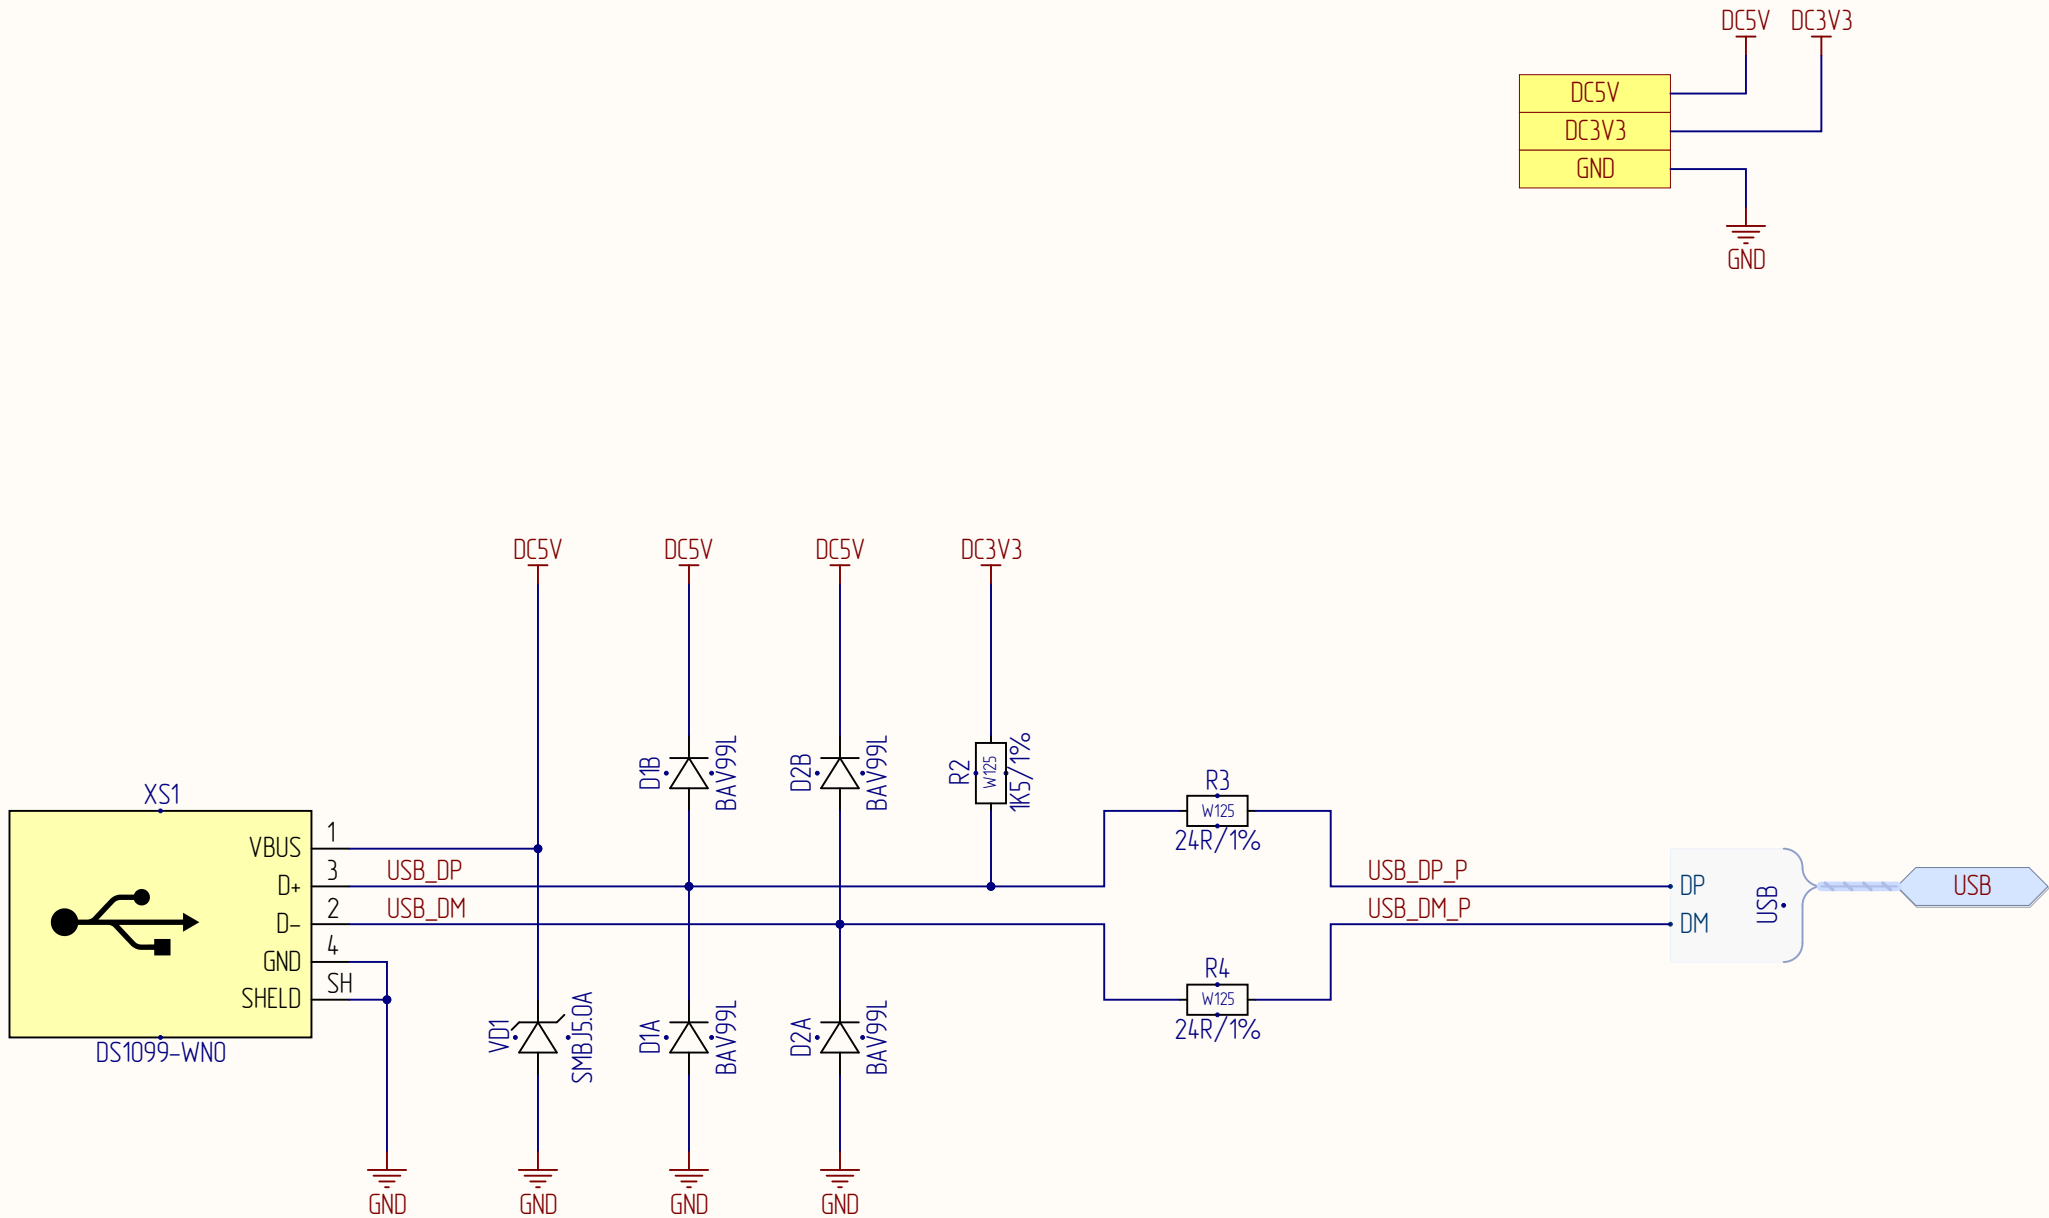 DC5V DC3V3
DC5V
DC3V3
GND
GND
DC5V DC5V DC5V DC3V3
D1B BAV99L D2B BAV99L R2 W125 1K5/1%
XS1
R3
W125
24R/1%
VBUS 1
D+ 3 USB_DP USB_DP_P DP
D- 2 USB_DM USB_DM_P DM
USB USB
GND 4
SHELD SH
R4
W125
24R/1%
DS1099-WN0
VD1 SMBJ5.0A D1A BAV99L D2A BAV99L
GND GND GND GND